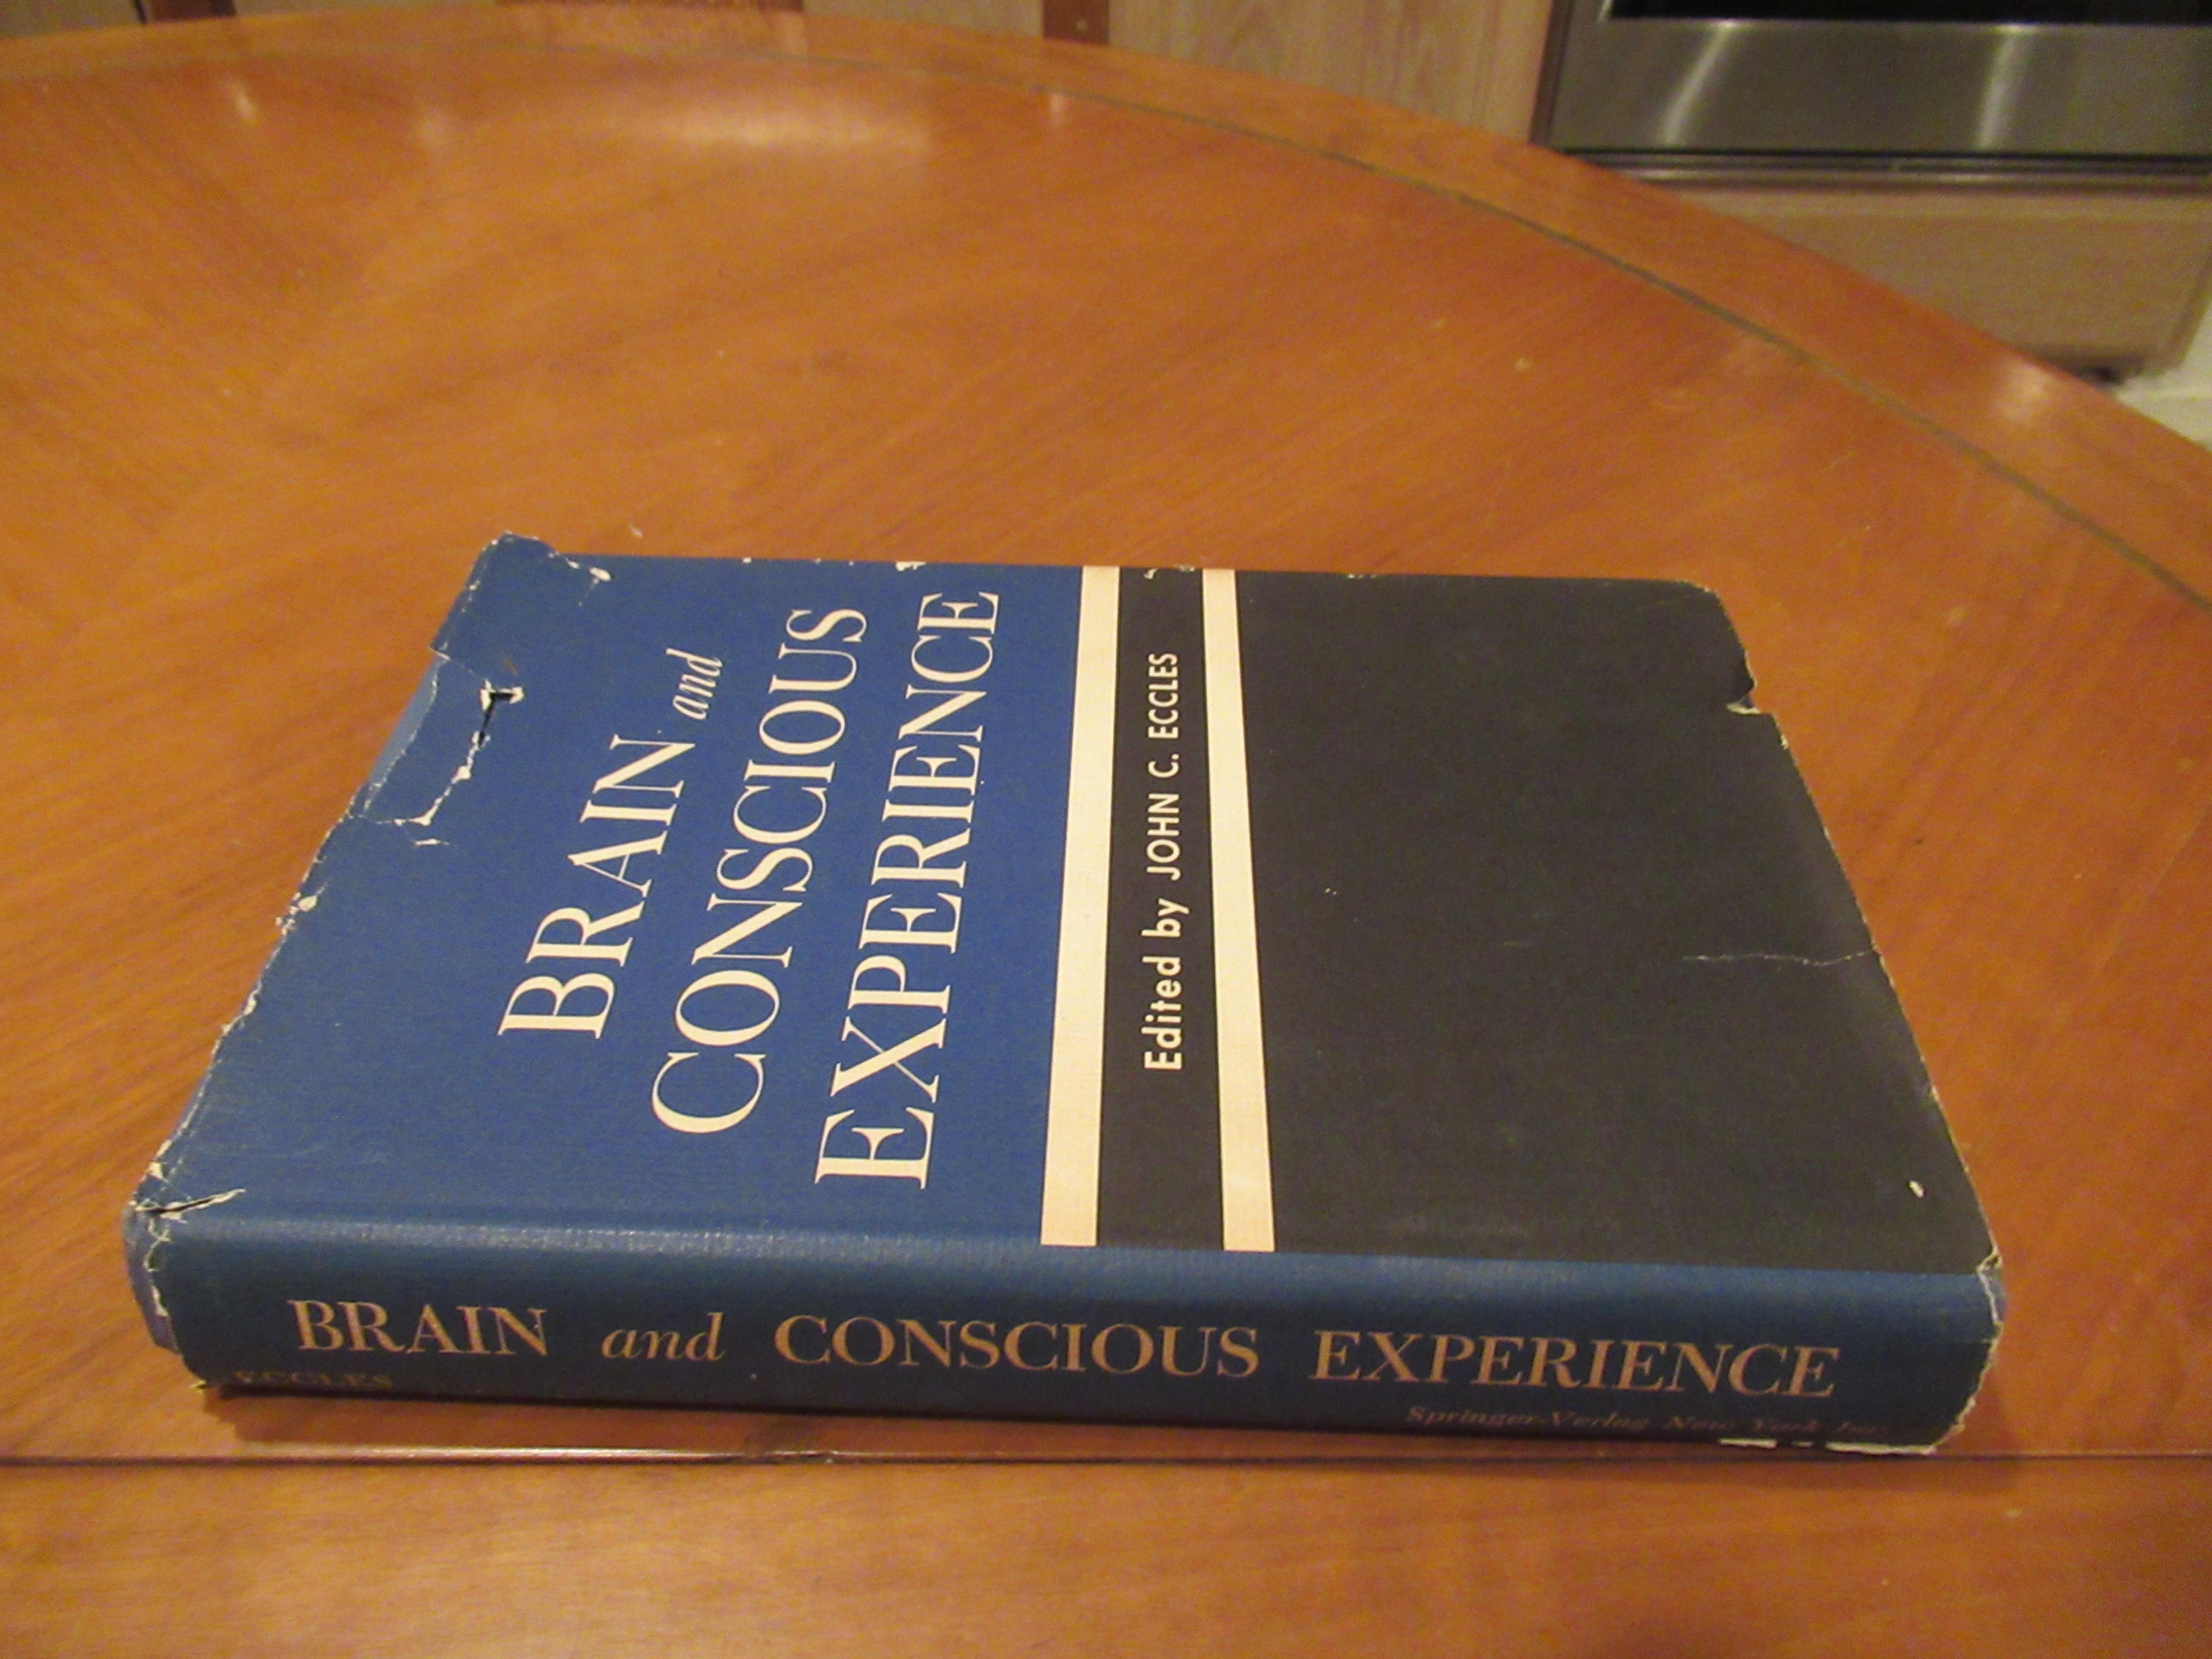 BRAIN and
CONSCIOUS
EXPERIENCE
Edited by JOHN C. ECCLES
BRAIN and CONSCIOUS EXPERIENCE
ECCLES
Springer-Verlag New York Inc.